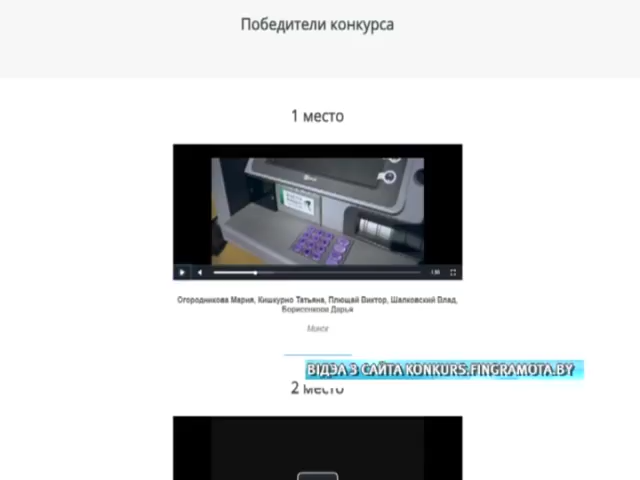 Победители конкурса
1 место
Огородникова Мария, Кишкурно Татьяна, Плющай Виктор, Шалковский Влад,
Борисенкова Дарья
Минск
ВІДЭА З САЙТА KONKURS.FINGRAMOTA.BY
2 место